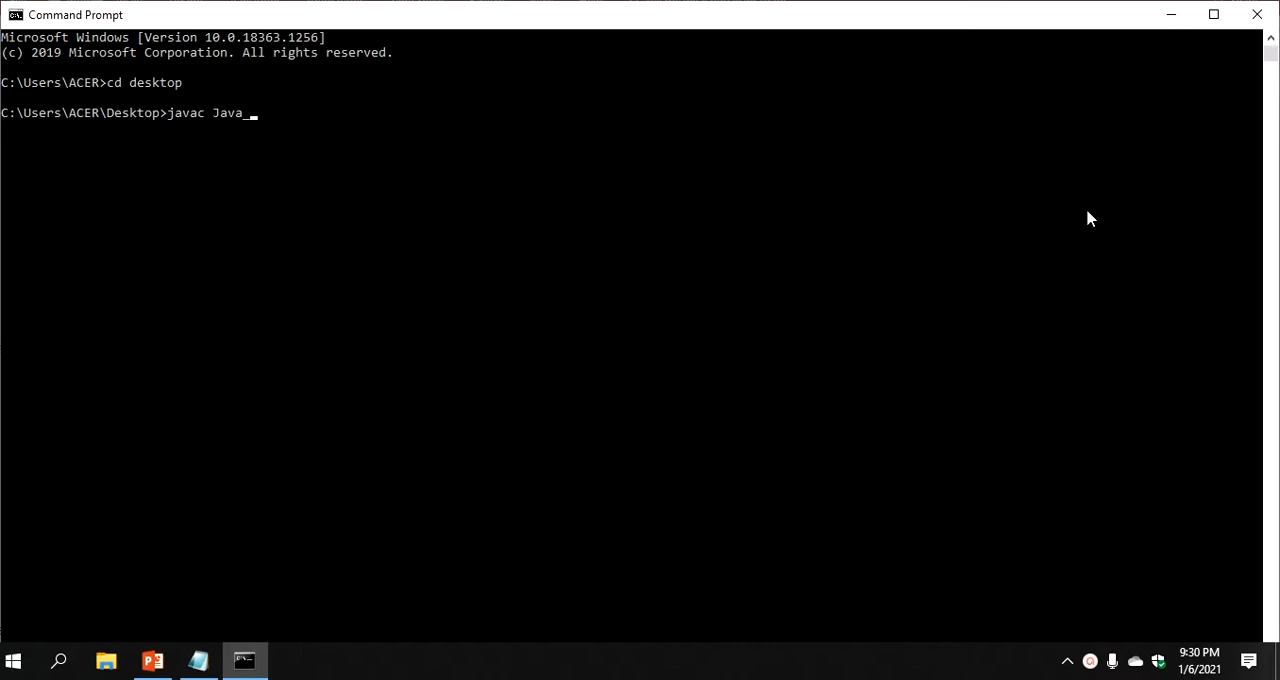 Command Prompt
Microsoft Windows [Version 10.0.18363.1256]
(c) 2019 Microsoft Corporation. All rights reserved.
C:\Users\ACER>cd desktop
C:\Users\ACER\Desktop>javac Java_
9:30 PM
1/6/2021